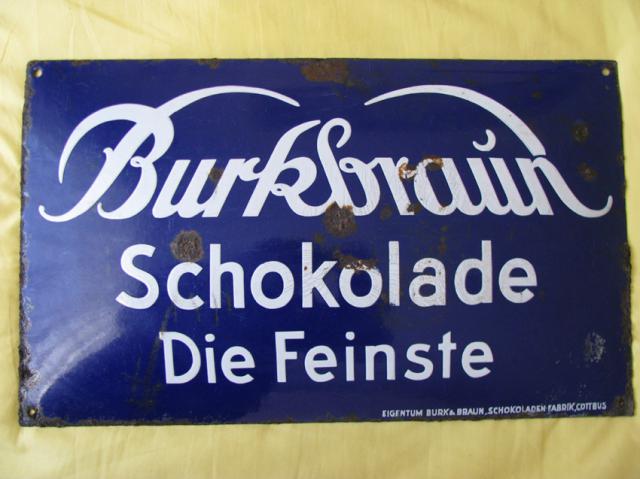 Burkbraun
Schokolade
Die Feinste
EIGENTUM BURK & BRAUN, SCHOKOLADEN FABRIK, COTTBUS